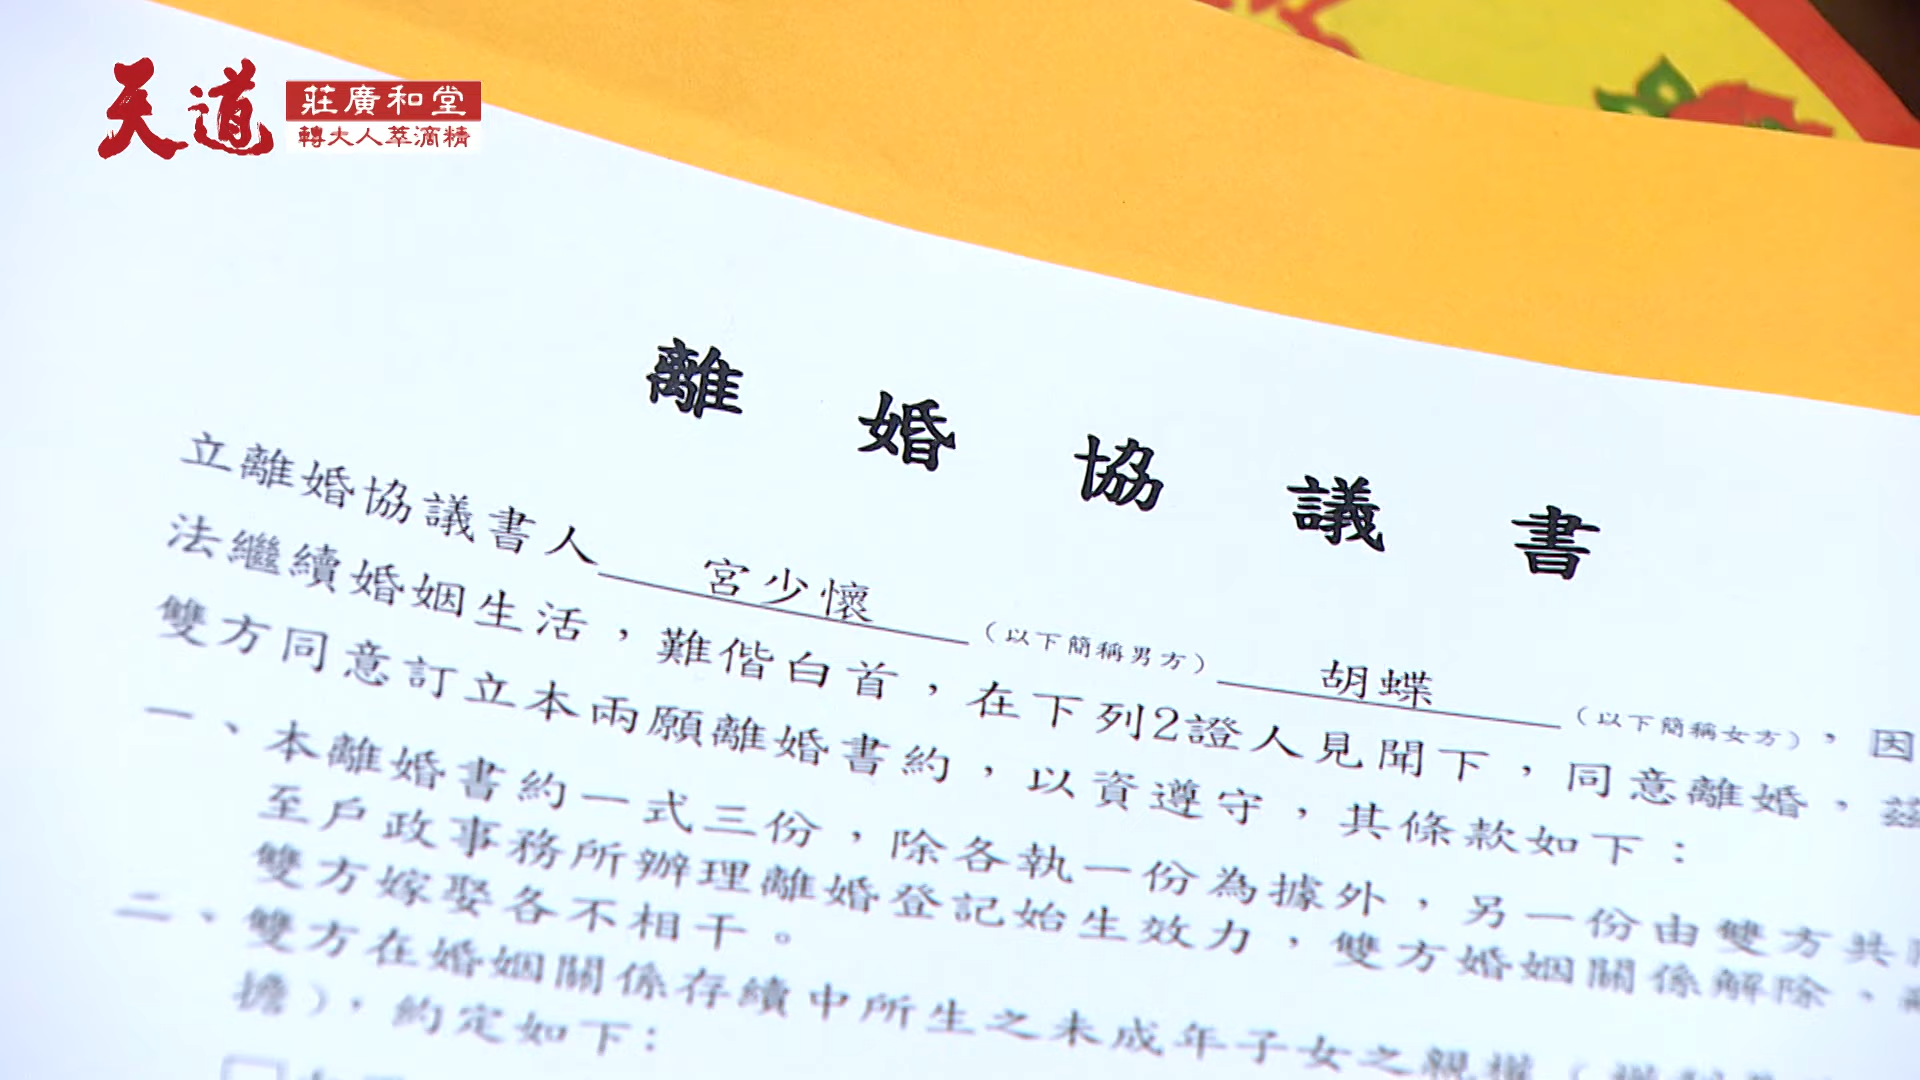 天道
莊廣和堂
轉大人萃滴精
離婚協議書
立離婚協議書人 宮少懷 （以下簡稱男方） 胡蝶 （以下簡稱女方），因
法繼續婚姻生活，難偕白首，在下列2證人見聞下，同意離婚，茲
雙方同意訂立本兩願離婚書約，以資遵守，其條款如下：
一、本離婚書約一式三份，除各執一份為據外，另一份由雙方共
至戶政事務所辦理離婚登記始生效力，雙方婚姻關係解除、
雙方嫁娶各不相干。
二、雙方在婚姻關係存續中所生之未成年子女之親權（
擔），約定如下：